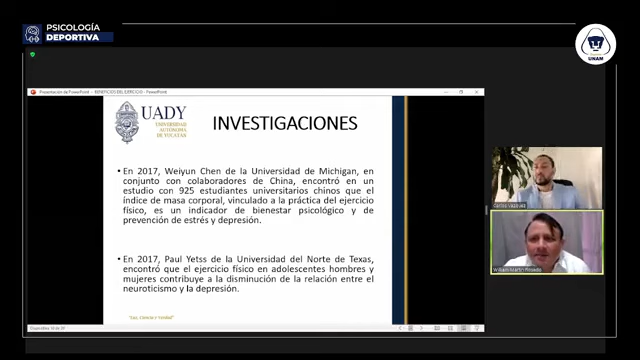 PSICOLOGÍA
DEPORTIVA
UNAM
UADY
UNIVERSIDAD
AUTÓNOMA
DE YUCATÁN
INVESTIGACIONES
• En 2017, Weiyun Chen de la Universidad de Michigan, en
conjunto con colaboradores de China, encontró en un
estudio con 925 estudiantes universitarios chinos que el
índice de masa corporal, vinculado a la práctica del ejercicio
físico, es un indicador de bienestar psicológico y de
prevención de estrés y depresión.
• En 2017, Paul Yetss de la Universidad del Norte de Texas,
encontró que el ejercicio físico en adolescentes hombres y
mujeres contribuye a la disminución de la relación entre el
neuroticismo y la depresión.
"Luz, Ciencia y Verdad"
Carlos Vazquez